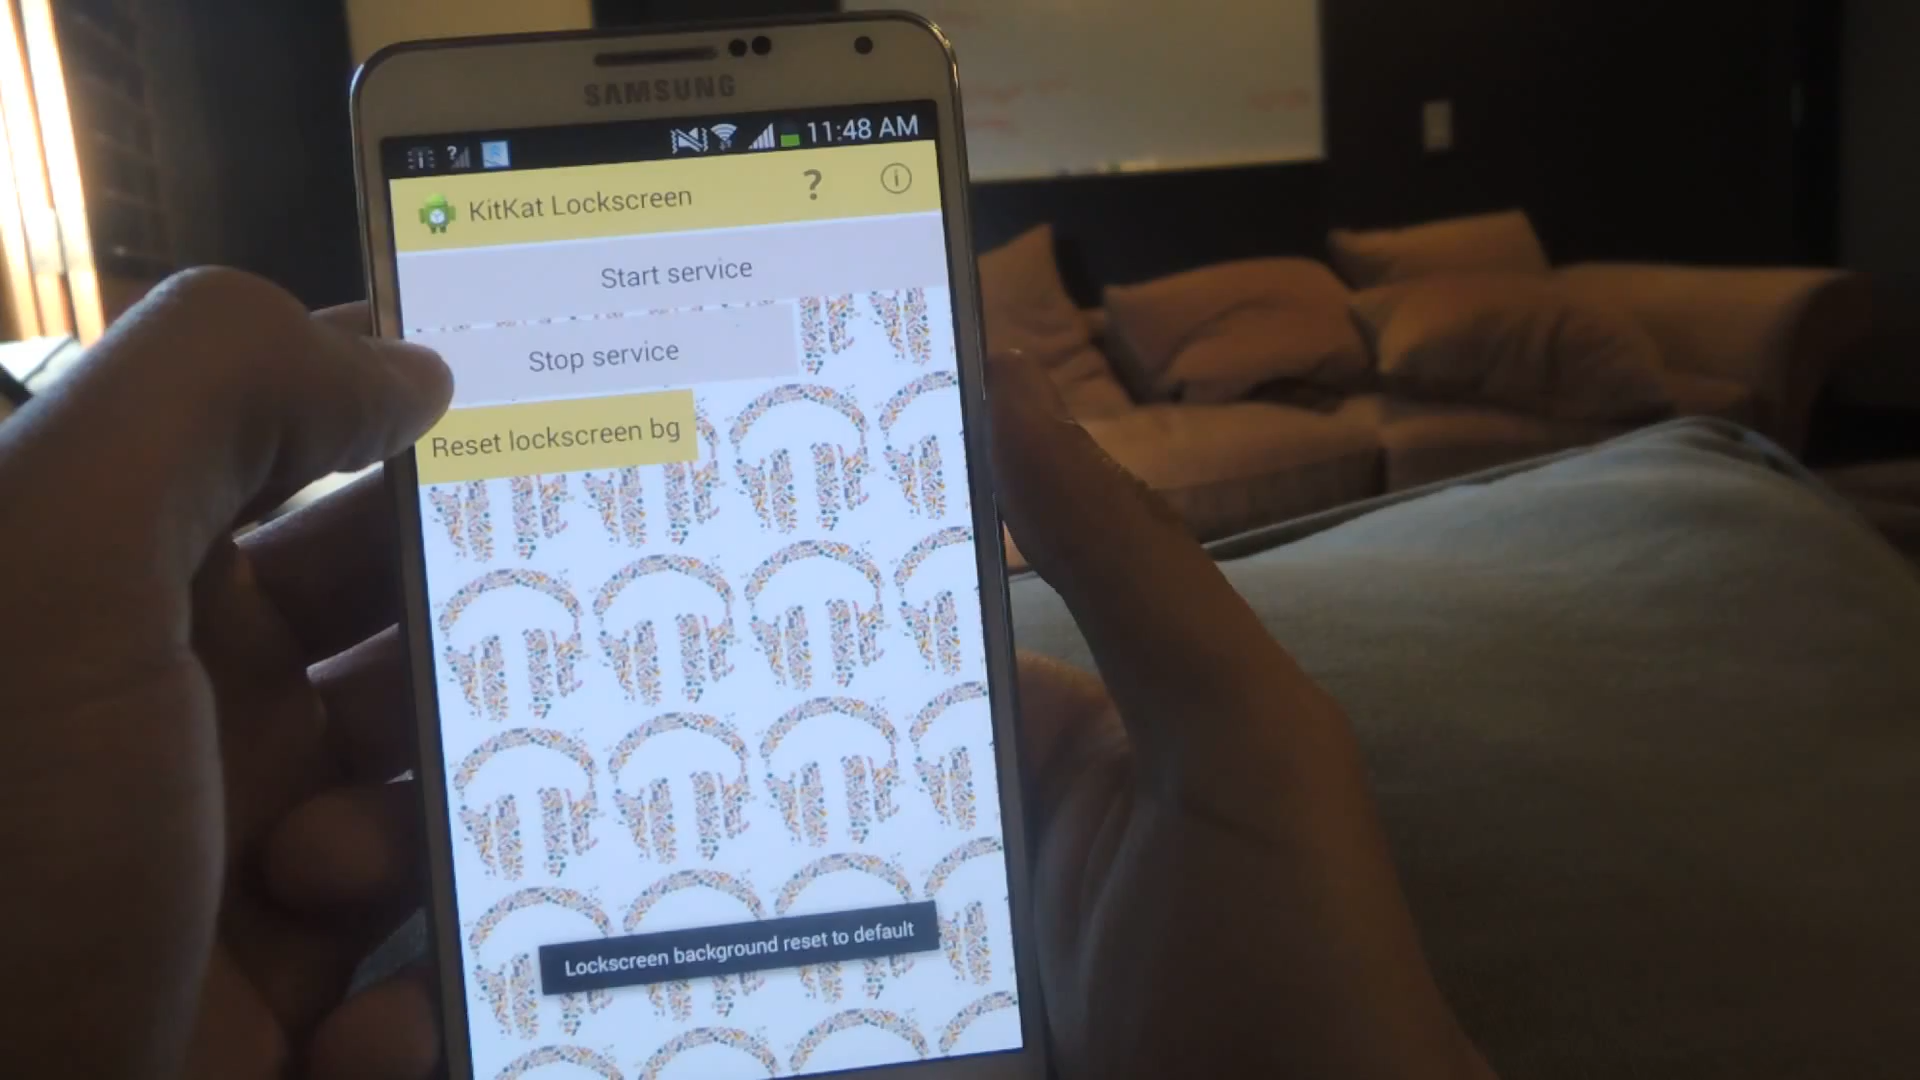 SAMSUNG
11:48 AM
KitKat Lockscreen ?
Start service
Stop service
Reset lockscreen bg
Lockscreen background reset to default